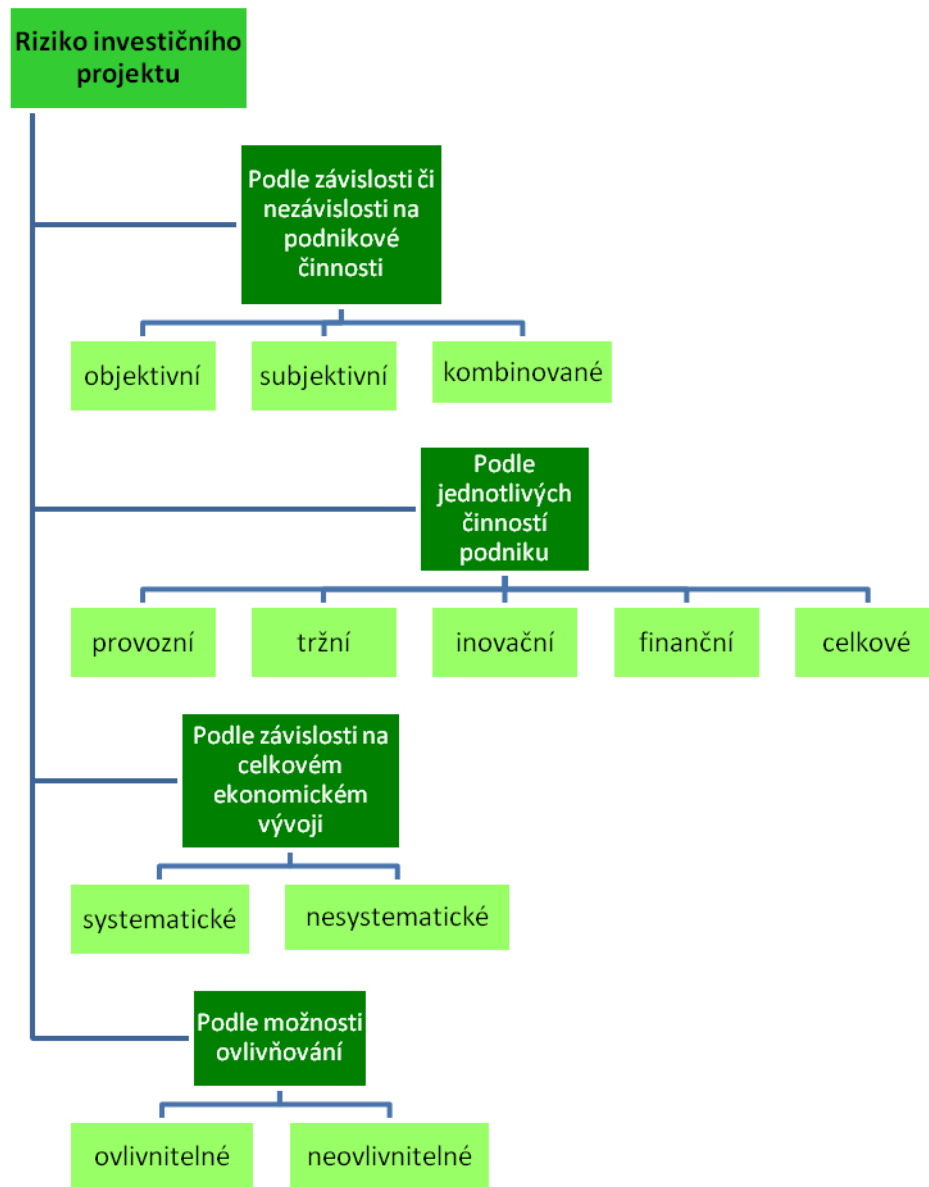 Riziko investičního
projektu
Podle závislosti či
nezávislosti na
podnikové
činnosti
objektivní
subjektivní
kombinované
Podle
jednotlivých
činností
podniku
provozní
tržní
inovační
finanční
celkové
Podle závislosti na
celkovém
ekonomickém
vývoji
systematické
nesystematické
Podle možnosti
ovlivňování
ovlivnitelné
neovlivnitelné